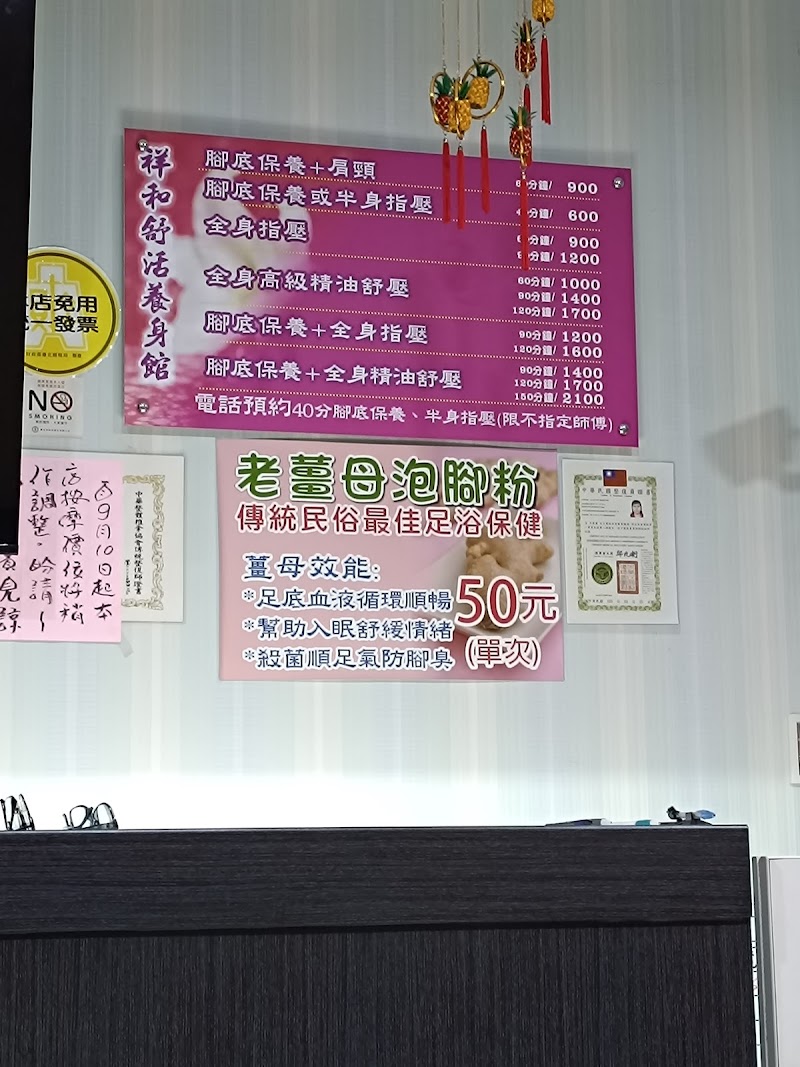 祥和舒活養身館
腳底保養+肩頸 60分鐘/ 900
腳底保養或半身指壓 40分鐘/ 600
全身指壓 60分鐘/ 900
90分鐘/ 1200
全身高級精油舒壓 60分鐘/ 1000
90分鐘/ 1400
120分鐘/ 1700
腳底保養+全身指壓 90分鐘/ 1200
120分鐘/ 1600
腳底保養+全身精油舒壓 90分鐘/ 1400
120分鐘/ 1700
150分鐘/ 2100
電話預約40分腳底保養、半身指壓(限不指定師傅)
店免用
發票
NO
SMOKING
自9月10日起本
店按摩價位將稍
作調整。
見諒
老薑母泡腳粉
傳統民俗最佳足浴保健
薑母效能:
*足底血液循環順暢
*幫助入眠舒緩情緒
*殺菌順足氣防腳臭
50元
(單次)